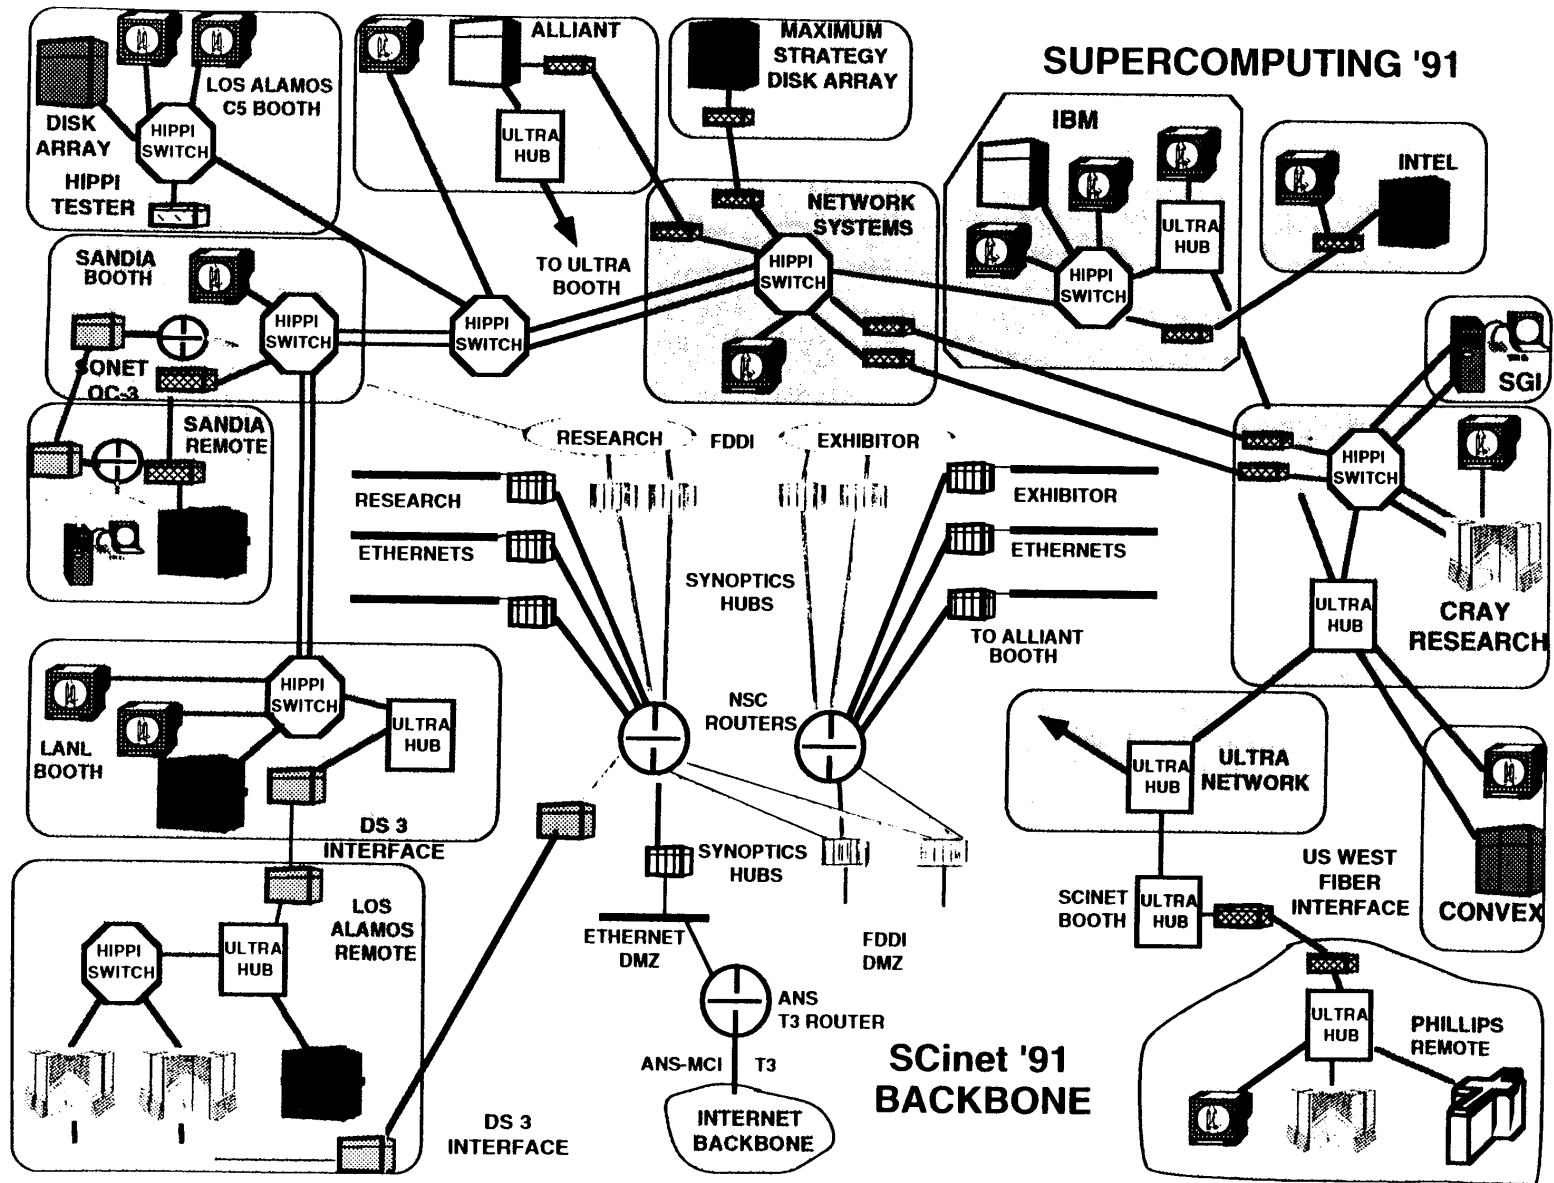 SUPERCOMPUTING '91
LOS ALAMOS
C5 BOOTH
DISK
ARRAY
HIPPI
SWITCH
HIPPI
TESTER
ALLIANT
ULTRA
HUB
TO ULTRA
BOOTH
MAXIMUM
STRATEGY
DISK ARRAY
NETWORK
SYSTEMS
HIPPI
SWITCH
IBM
ULTRA
HUB
HIPPI
SWITCH
INTEL
SANDIA
BOOTH
HIPPI
SWITCH
SONET
OC-3
HIPPI
SWITCH
SANDIA
REMOTE
SGI
HIPPI
SWITCH
ULTRA
HUB
CRAY
RESEARCH
RESEARCH
FDDI
EXHIBITOR
RESEARCH
ETHERNETS
EXHIBITOR
ETHERNETS
SYNOPTICS
HUBS
TO ALLIANT
BOOTH
NSC
ROUTERS
HIPPI
SWITCH
ULTRA
HUB
LANL
BOOTH
DS 3
INTERFACE
ULTRA
HUB
ULTRA
NETWORK
SYNOPTICS
HUBS
US WEST
FIBER
INTERFACE
SCINET
BOOTH
ULTRA
HUB
CONVEX
LOS
ALAMOS
REMOTE
HIPPI
SWITCH
ULTRA
HUB
ETHERNET
DMZ
FDDI
DMZ
ANS
T3 ROUTER
ANS-MCI
T3
INTERNET
BACKBONE
DS 3
INTERFACE
SCinet '91
BACKBONE
ULTRA
HUB
PHILLIPS
REMOTE